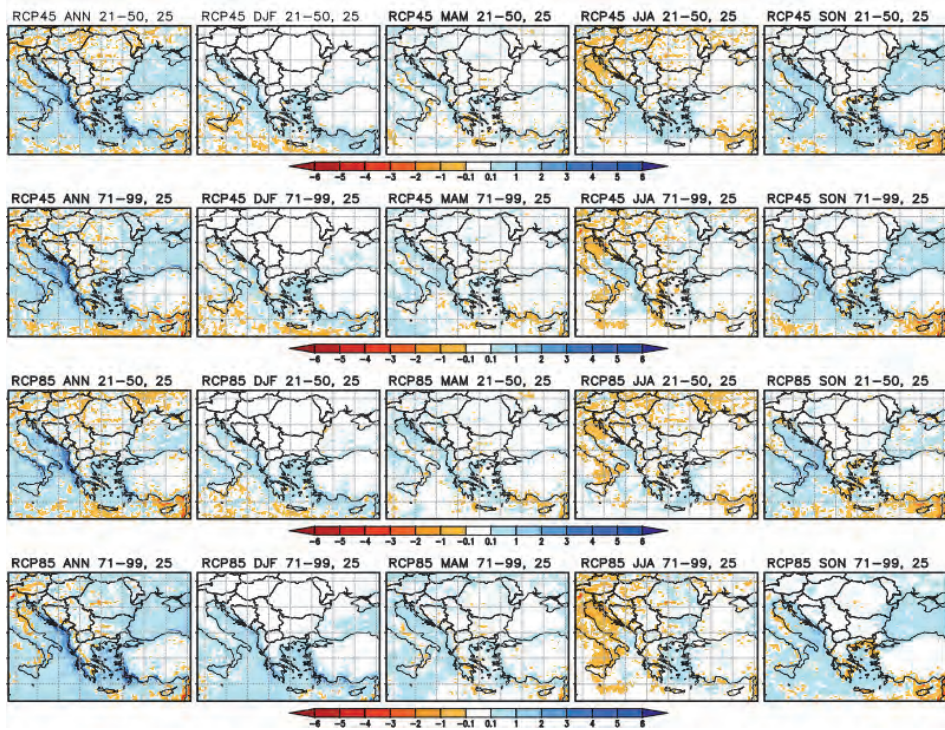 RCP45 ANN 21−50, 25 RCP45 DJF 21−50, 25 RCP45 MAM 21−50, 25 RCP45 JJA 21−50, 25 RCP45 SON 21−50, 25
−6 −5 −4 −3 −2 −1 −0.1 0.1 1 2 3 4 5 6
RCP45 ANN 71−99, 25 RCP45 DJF 71−99, 25 RCP45 MAM 71−99, 25 RCP45 JJA 71−99, 25 RCP45 SON 71−99, 25
−6 −5 −4 −3 −2 −1 −0.1 0.1 1 2 3 4 5 6
RCP85 ANN 21−50, 25 RCP85 DJF 21−50, 25 RCP85 MAM 21−50, 25 RCP85 JJA 21−50, 25 RCP85 SON 21−50, 25
−6 −5 −4 −3 −2 −1 −0.1 0.1 1 2 3 4 5 6
RCP85 ANN 71−99, 25 RCP85 DJF 71−99, 25 RCP85 MAM 71−99, 25 RCP85 JJA 71−99, 25 RCP85 SON 71−99, 25
−6 −5 −4 −3 −2 −1 −0.1 0.1 1 2 3 4 5 6